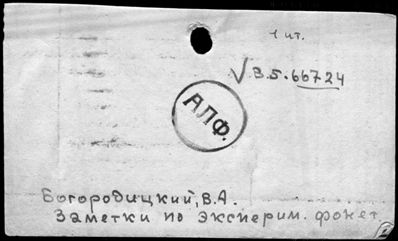 1 шт.
√ В.5.66724
АЛФ.
Богородицкий, В.А.
Заметки по эксперим. фонет.